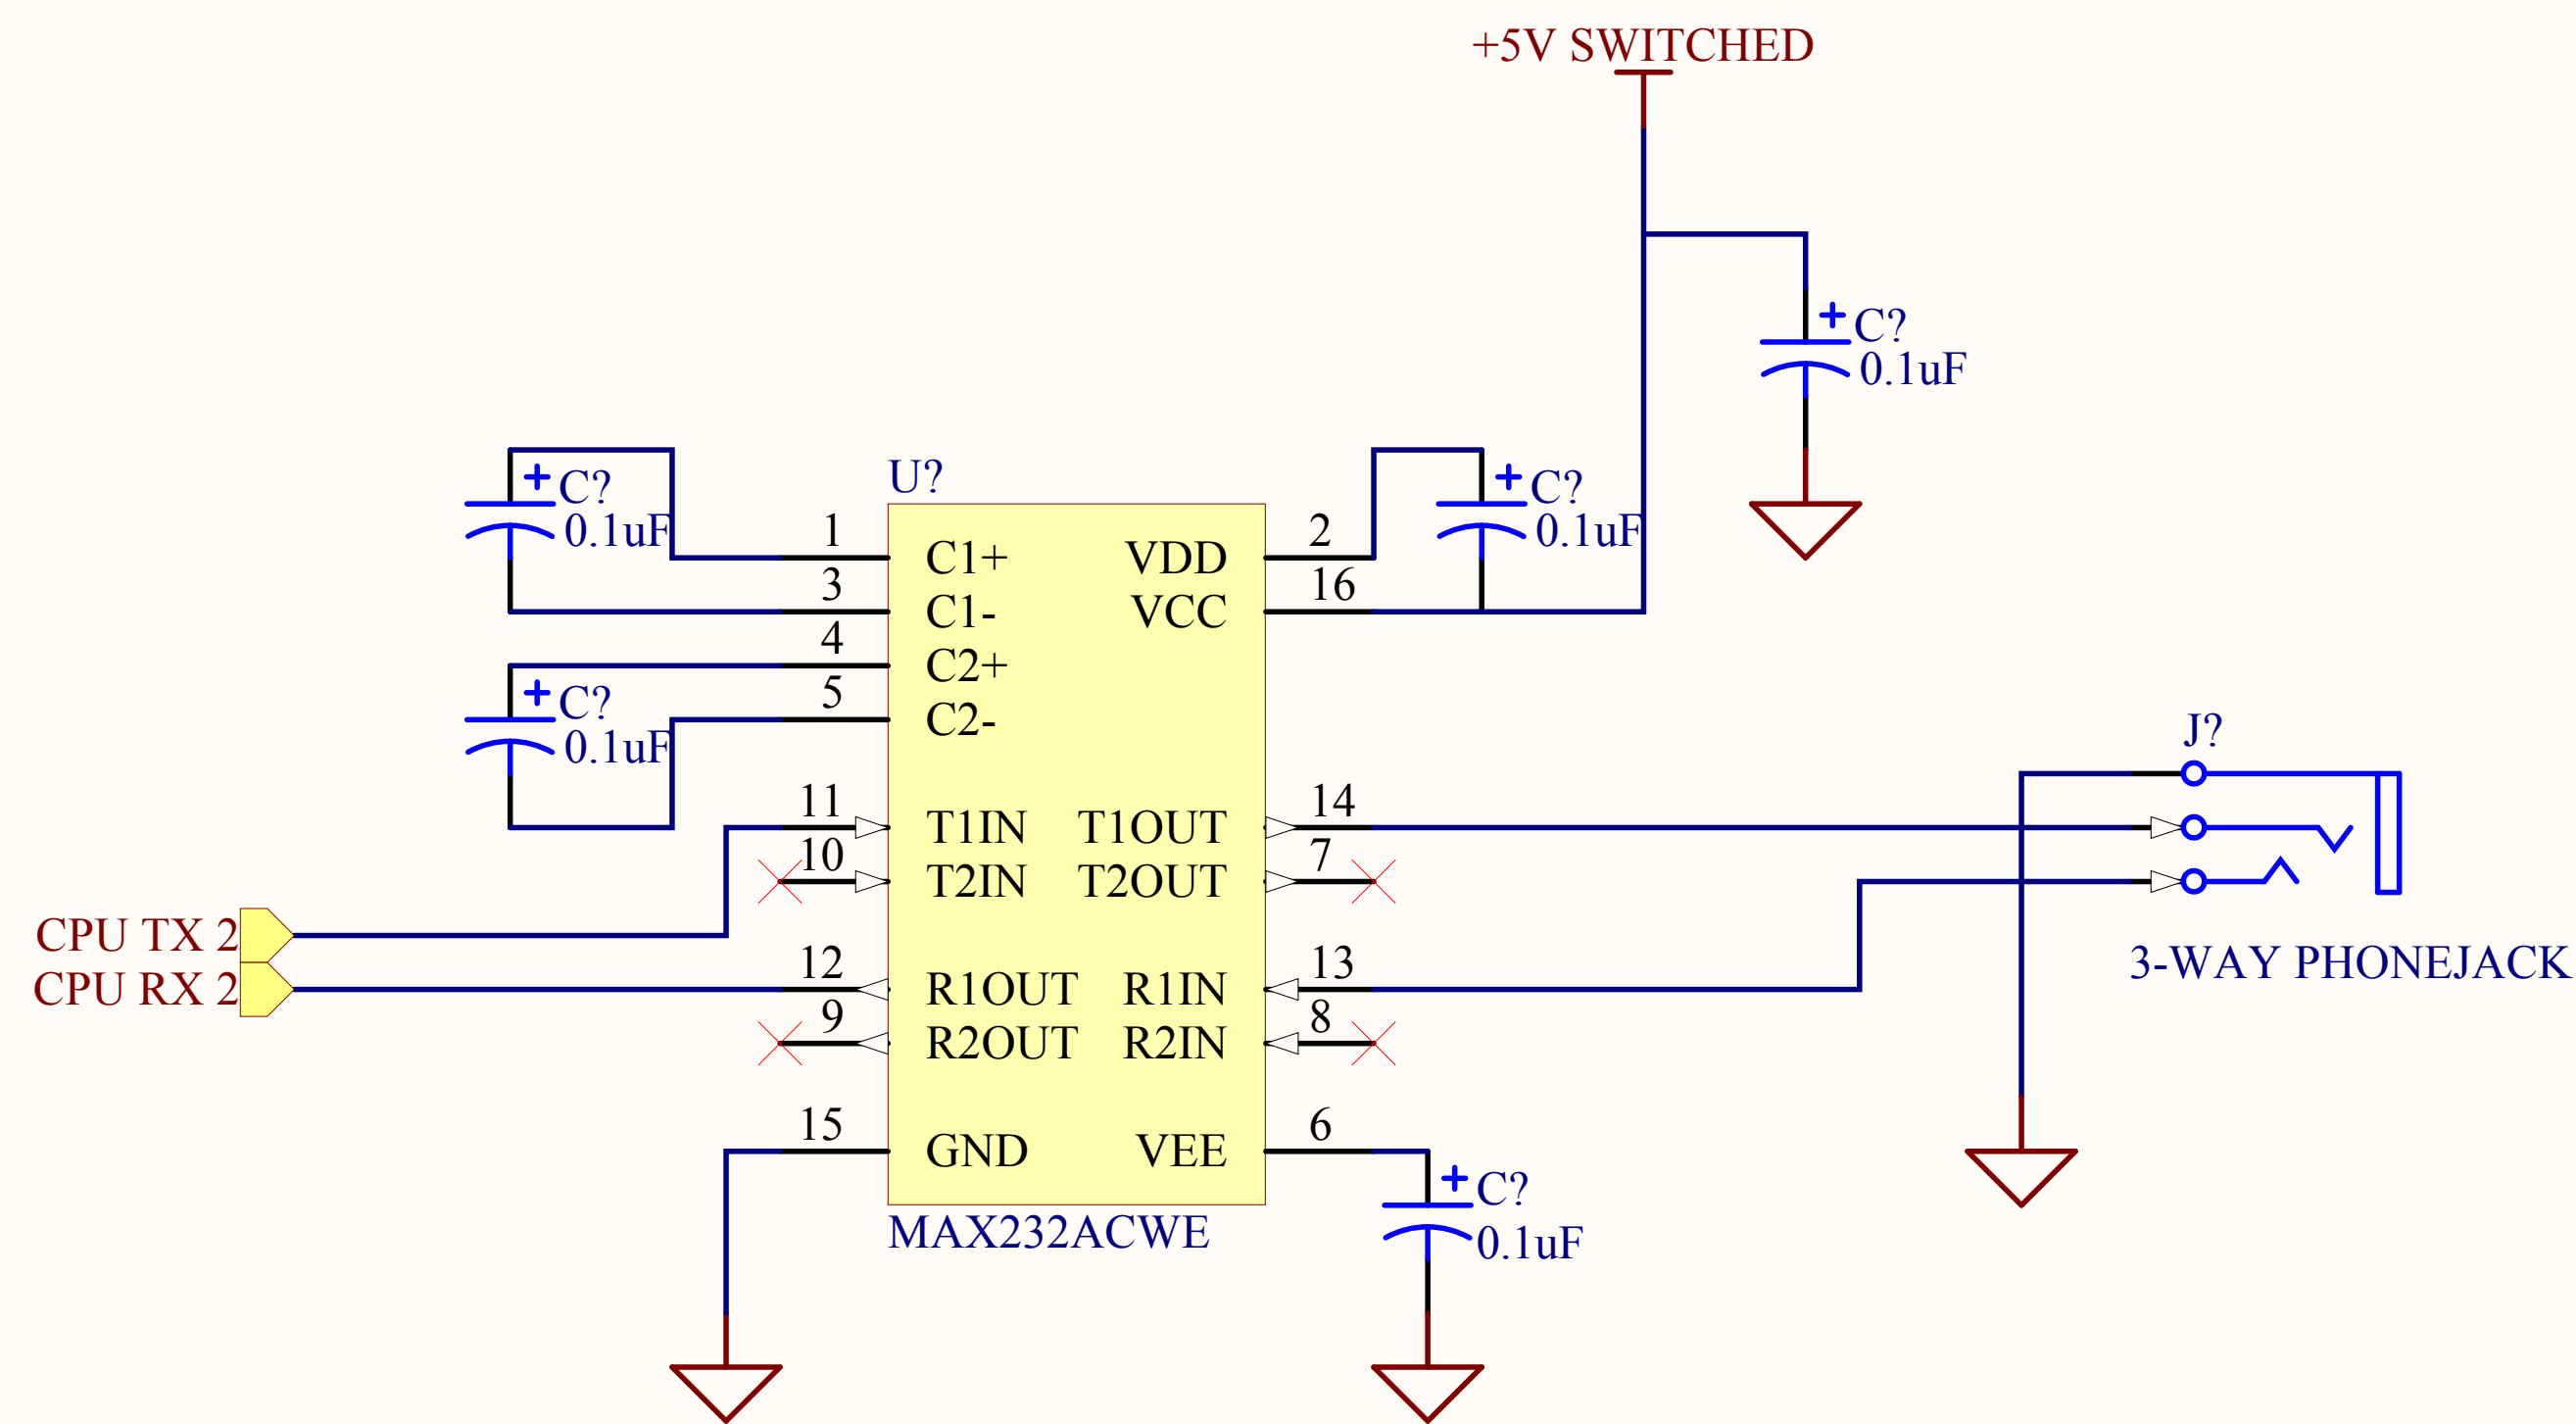 +5V SWITCHED
+ C?
0.1uF
+ C?
0.1uF
U?
+ C?
0.1uF
1 C1+ VDD 2
3 C1- VCC 16
4 C2+
5 C2-
+ C?
0.1uF
J?
11 T1IN T1OUT 14
10 T2IN T2OUT 7
CPU TX 2
3-WAY PHONEJACK
CPU RX 2
12 R1OUT R1IN 13
9 R2OUT R2IN 8
15 GND VEE 6
+ C?
0.1uF
MAX232ACWE